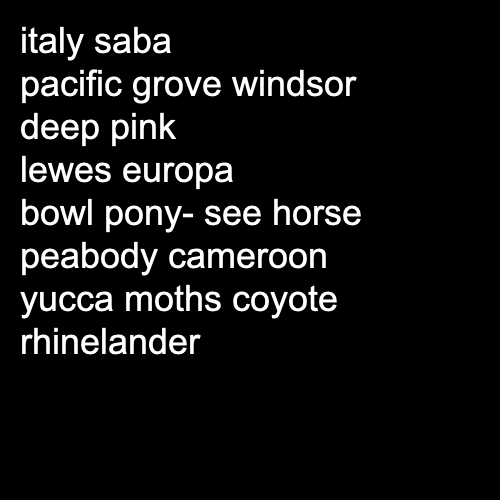 italy saba
pacific grove windsor
deep pink
lewes europa
bowl pony- see horse
peabody cameroon
yucca moths coyote
rhinelander